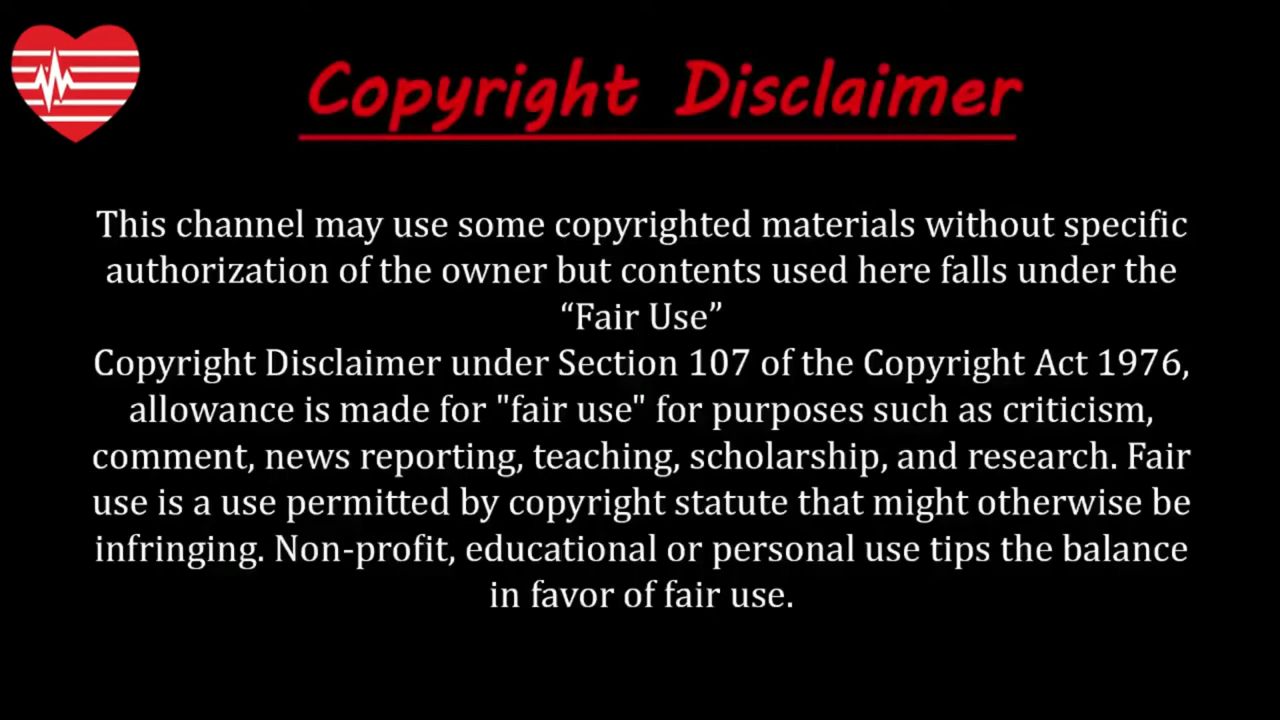 Copyright Disclaimer
This channel may use some copyrighted materials without specific
authorization of the owner but contents used here falls under the
“Fair Use”
Copyright Disclaimer under Section 107 of the Copyright Act 1976,
allowance is made for "fair use" for purposes such as criticism,
comment, news reporting, teaching, scholarship, and research. Fair
use is a use permitted by copyright statute that might otherwise be
infringing. Non-profit, educational or personal use tips the balance
in favor of fair use.